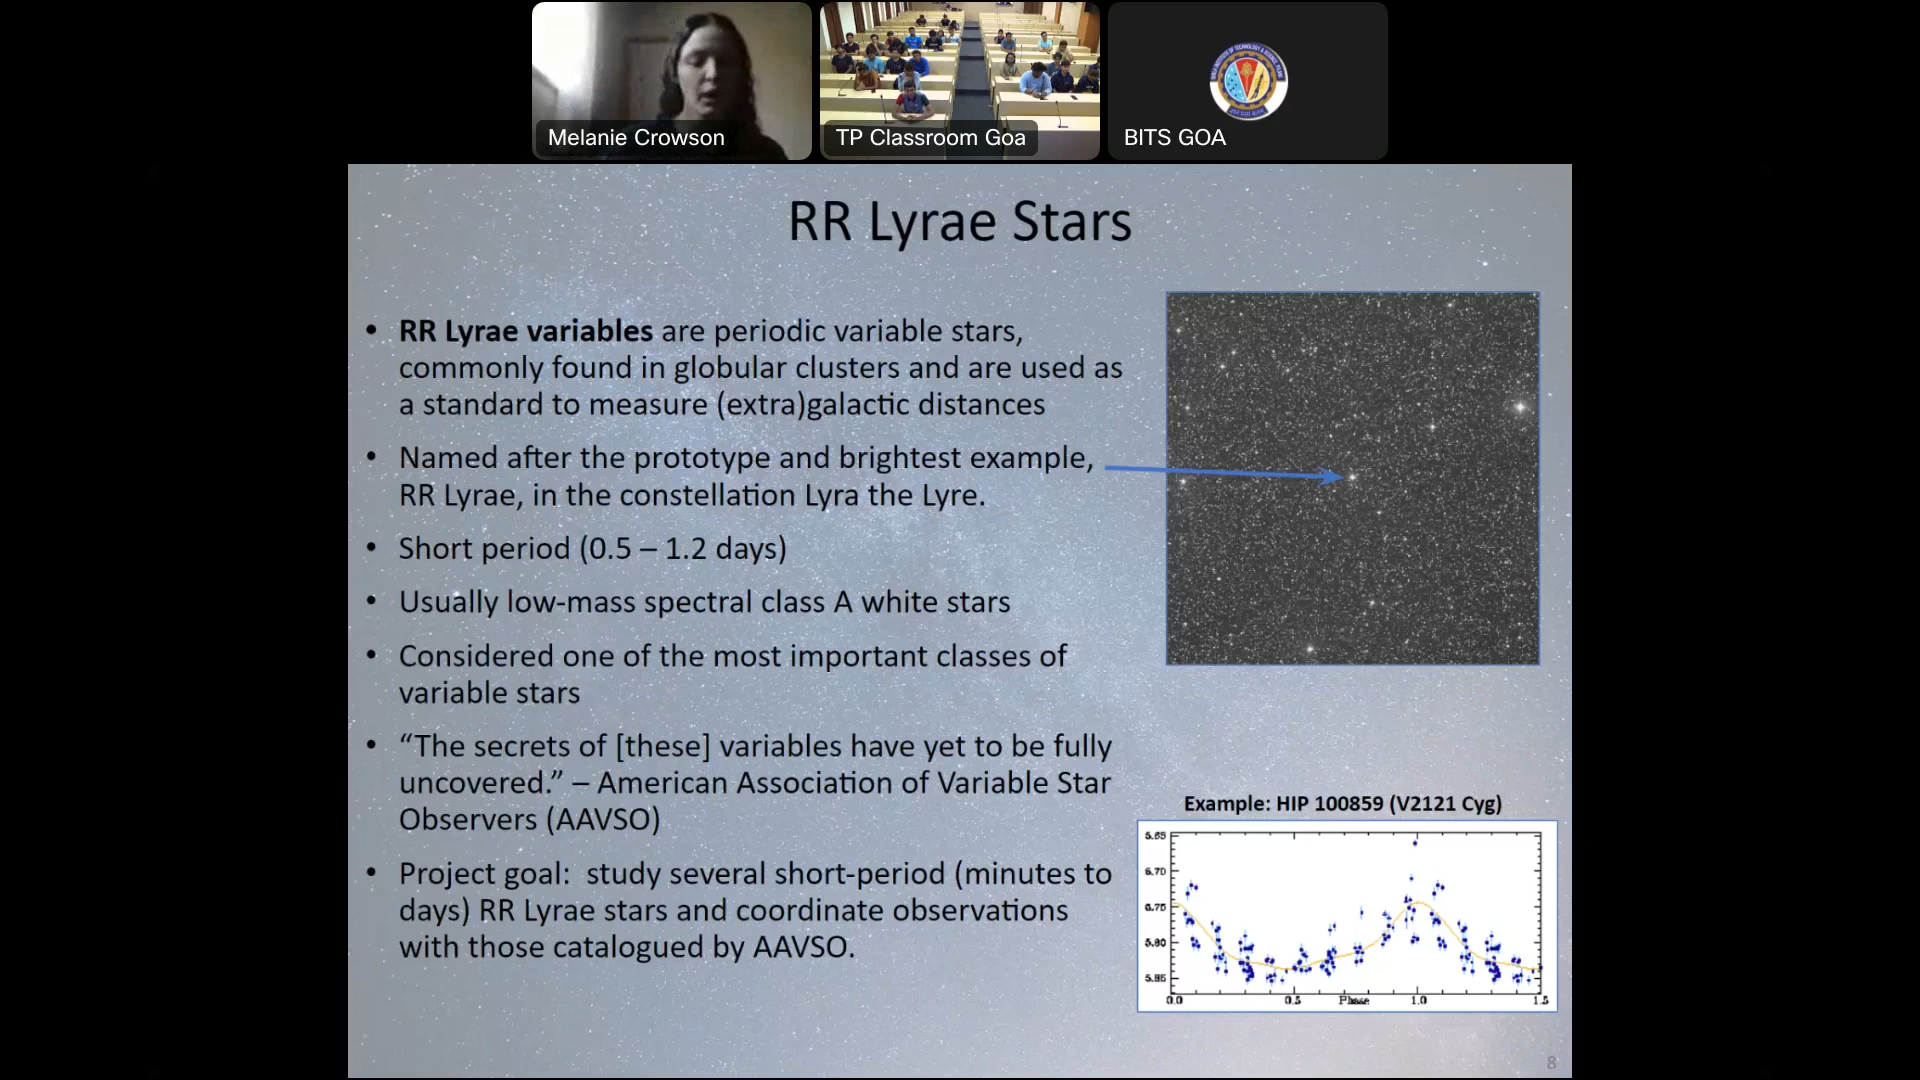 Melanie Crowson
TP Classroom Goa
BITS GOA
RR Lyrae Stars
• RR Lyrae variables are periodic variable stars,
commonly found in globular clusters and are used as
a standard to measure (extra)galactic distances
• Named after the prototype and brightest example,
RR Lyrae, in the constellation Lyra the Lyre.
• Short period (0.5 – 1.2 days)
• Usually low-mass spectral class A white stars
• Considered one of the most important classes of
variable stars
• “The secrets of [these] variables have yet to be fully
uncovered.” – American Association of Variable Star
Observers (AAVSO)
• Project goal:  study several short-period (minutes to
days) RR Lyrae stars and coordinate observations
with those catalogued by AAVSO.
Example: HIP 100859 (V2121 Cyg)
5.70
5.75
5.80
0.0 0.5 Phase 1.0 1.5
8